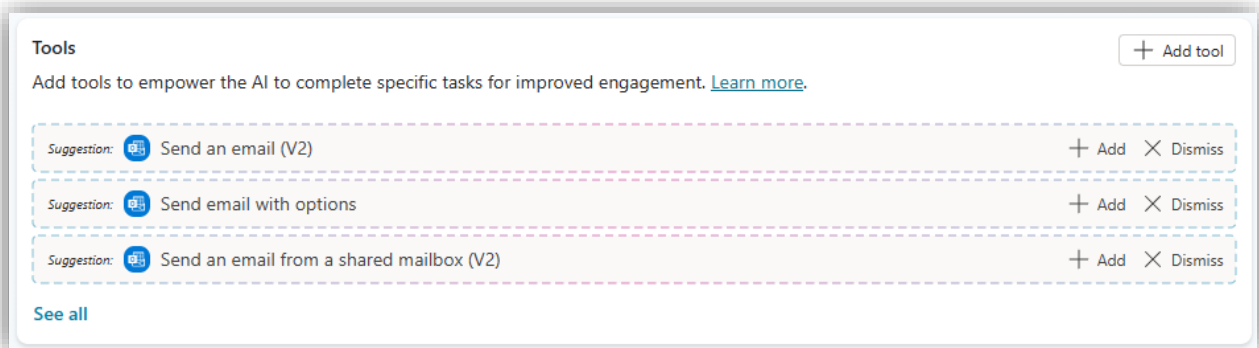 Tools
+ Add tool
Add tools to empower the AI to complete specific tasks for improved engagement. Learn more.
Suggestion: Send an email (V2) + Add × Dismiss
Suggestion: Send email with options + Add × Dismiss
Suggestion: Send an email from a shared mailbox (V2) + Add × Dismiss
See all